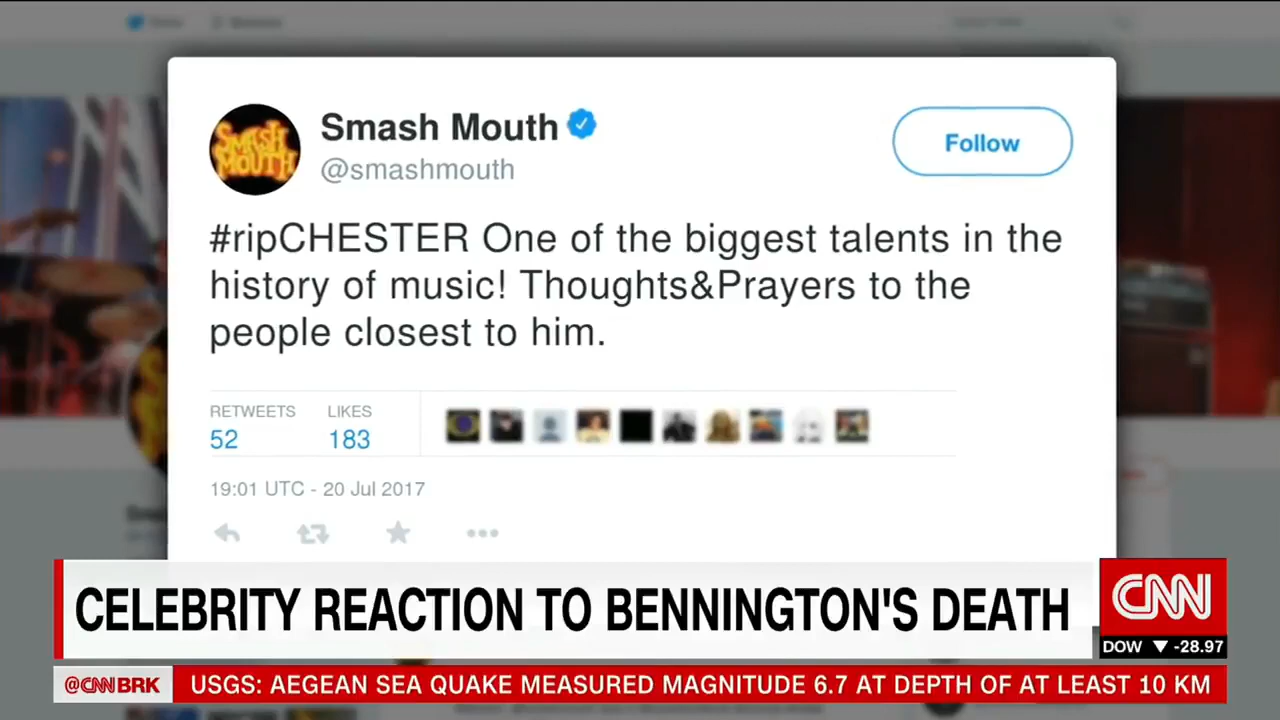 SMASH MOUTH
Smash Mouth
@smashmouth
Follow
#ripCHESTER One of the biggest talents in the
history of music! Thoughts&Prayers to the
people closest to him.
RETWEETS LIKES
52 183
19:01 UTC - 20 Jul 2017
CELEBRITY REACTION TO BENNINGTON'S DEATH
CNN
DOW ▼ -28.97
@CNNBRK USGS: AEGEAN SEA QUAKE MEASURED MAGNITUDE 6.7 AT DEPTH OF AT LEAST 10 KM